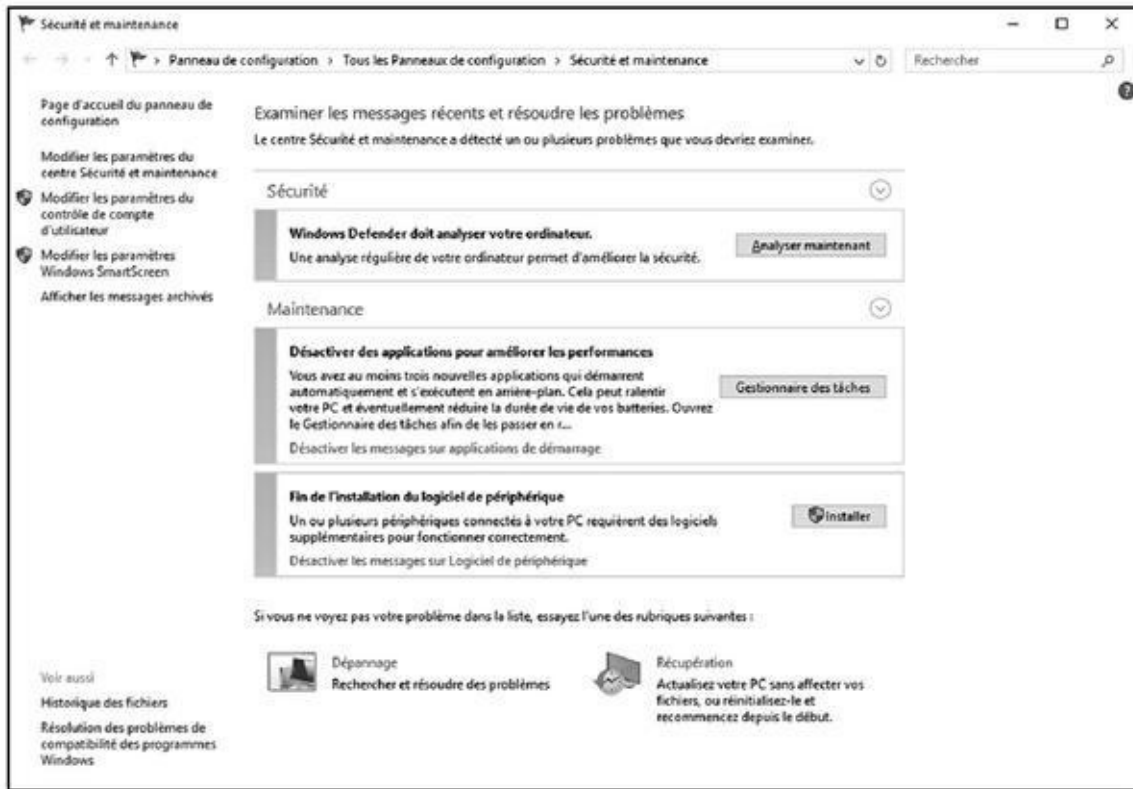 Sécurité et maintenance
Panneau de configuration > Tous les Panneaux de configuration > Sécurité et maintenance
Rechercher
Page d'accueil du panneau de
configuration
Modifier les paramètres du
centre Sécurité et maintenance
Modifier les paramètres du
contrôle de compte
d'utilisateur
Modifier les paramètres
Windows SmartScreen
Afficher les messages archivés
Examiner les messages récents et résoudre les problèmes
Le centre Sécurité et maintenance a détecté un ou plusieurs problèmes que vous devriez examiner.
Sécurité
Windows Defender doit analyser votre ordinateur.
Une analyse régulière de votre ordinateur permet d'améliorer la sécurité.
Analyser maintenant
Maintenance
Désactiver des applications pour améliorer les performances
Vous avez au moins trois nouvelles applications qui démarrent
automatiquement et s'exécutent en arrière-plan. Cela peut ralentir
votre PC et éventuellement réduire la durée de vie de vos batteries. Ouvrez
le Gestionnaire des tâches afin de les passer en r...
Gestionnaire des tâches
Désactiver les messages sur applications de démarrage
Fin de l'installation du logiciel de périphérique
Un ou plusieurs périphériques connectés à votre PC requièrent des logiciels
supplémentaires pour fonctionner correctement.
Installer
Désactiver les messages sur Logiciel de périphérique
Si vous ne voyez pas votre problème dans la liste, essayez l'une des rubriques suivantes :
Dépannage
Rechercher et résoudre des problèmes
Récupération
Actualisez votre PC sans affecter vos
fichiers, ou réinitialisez-le et
recommencez depuis le début.
Voir aussi
Historique des fichiers
Résolution des problèmes de
compatibilité des programmes
Windows